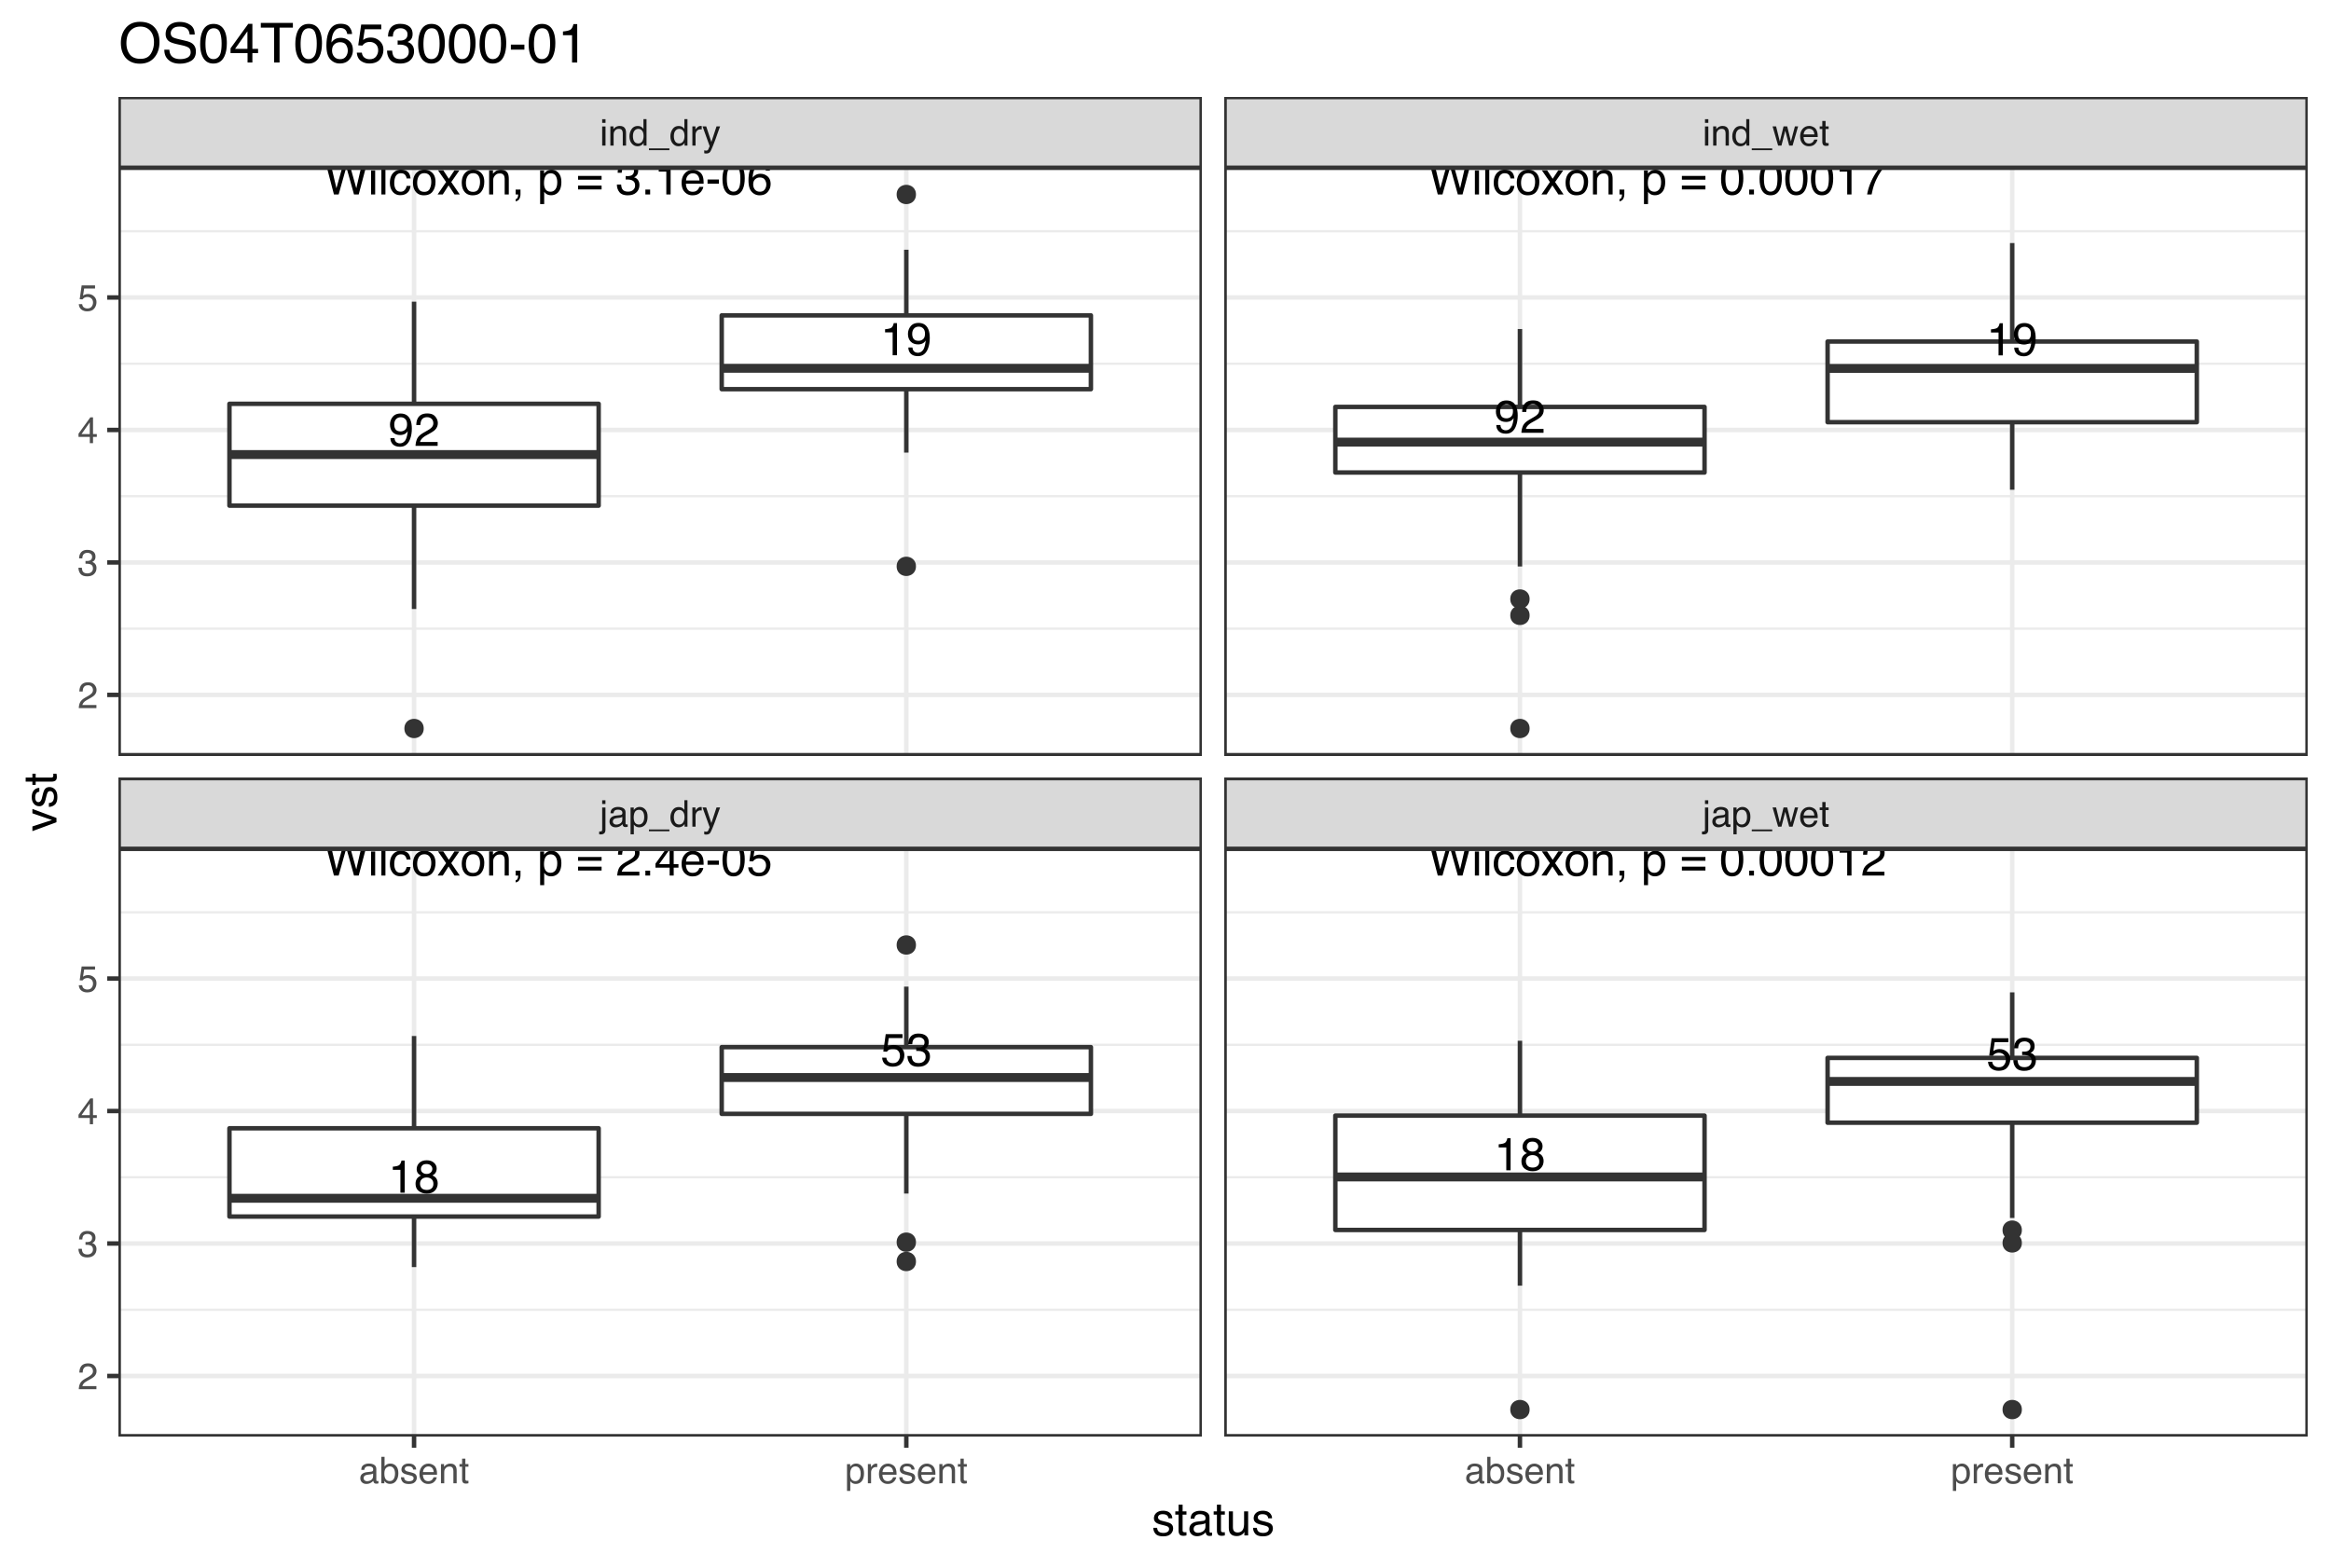 OS04T0653000-01
ind_dry
ind_wet
Wilcoxon, p = 3.1e-06
Wilcoxon, p = 0.00017
5
4
3
2
92
19
92
19
vst
jap_dry
jap_wet
Wilcoxon, p = 2.4e-05
Wilcoxon, p = 0.00012
5
4
3
2
18
53
18
53
absent
present
absent
present
status